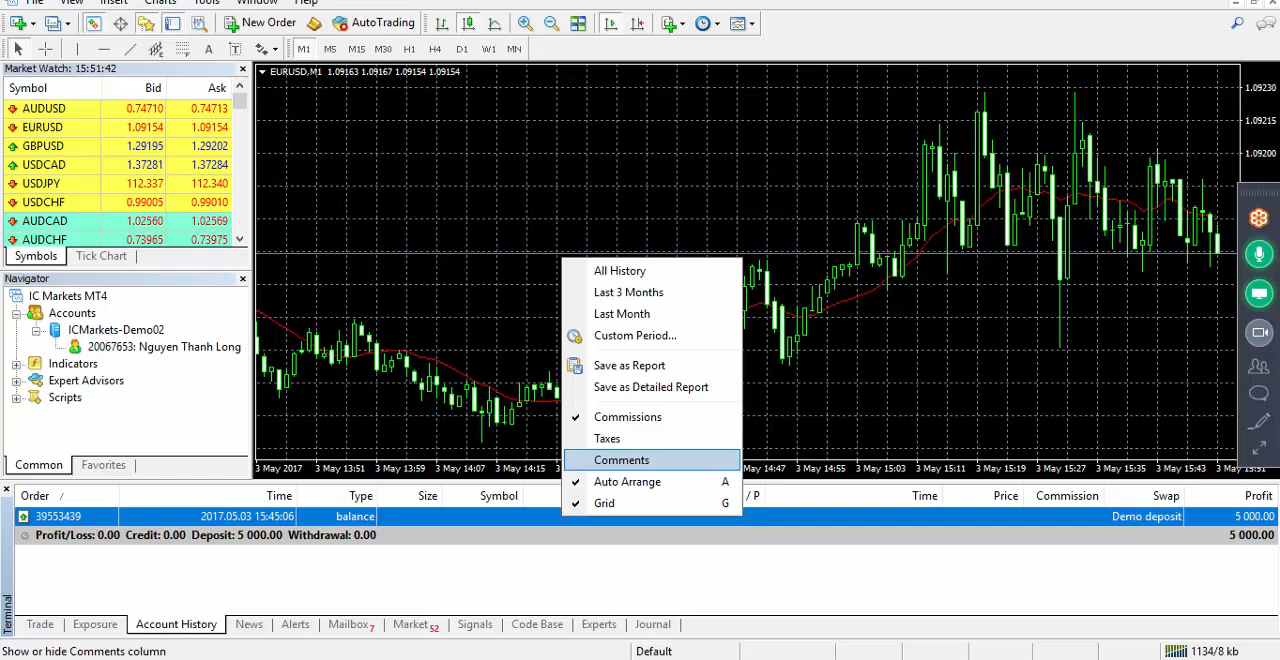 File View Insert Charts Tools Window Help
New Order AutoTrading
A T M1 M5 M15 M30 H1 H4 D1 W1 MN
Market Watch: 15:51:42
Symbol Bid Ask
AUDUSD 0.74710 0.74713
EURUSD 1.09154 1.09154
GBPUSD 1.29195 1.29202
USDCAD 1.37281 1.37284
USDJPY 112.337 112.340
USDCHF 0.99005 0.99010
AUDCAD 1.02560 1.02569
AUDCHF 0.73965 0.73975
Symbols Tick Chart
Navigator
IC Markets MT4
Accounts
ICMarkets-Demo02
20067653: Nguyen Thanh Long
Indicators
Expert Advisors
Scripts
Common Favorites
EURUSD,M1 1.09163 1.09167 1.09154 1.09154
1.09230
1.09215
1.09200
3 May 2017 3 May 13:51 3 May 13:59 3 May 14:07 3 May 14:15 14:47 3 May 14:55 3 May 15:03 3 May 15:11 3 May 15:19 3 May 15:27 3 May 15:35 3 May 15:43 3 May 15:51
All History
Last 3 Months
Last Month
Custom Period...
Save as Report
Save as Detailed Report
Commissions
Taxes
Comments
Auto Arrange A
Grid G
Order / Time Type Size Symbol / P Time Price Commission Swap Profit
39553439 2017.05.03 15:45:06 balance Demo deposit 5 000.00
Profit/Loss: 0.00 Credit: 0.00 Deposit: 5 000.00 Withdrawal: 0.00 5 000.00
Terminal
Trade Exposure Account History News Alerts Mailbox 7 Market 52 Signals Code Base Experts Journal
Show or hide Comments column Default 1134/8 kb